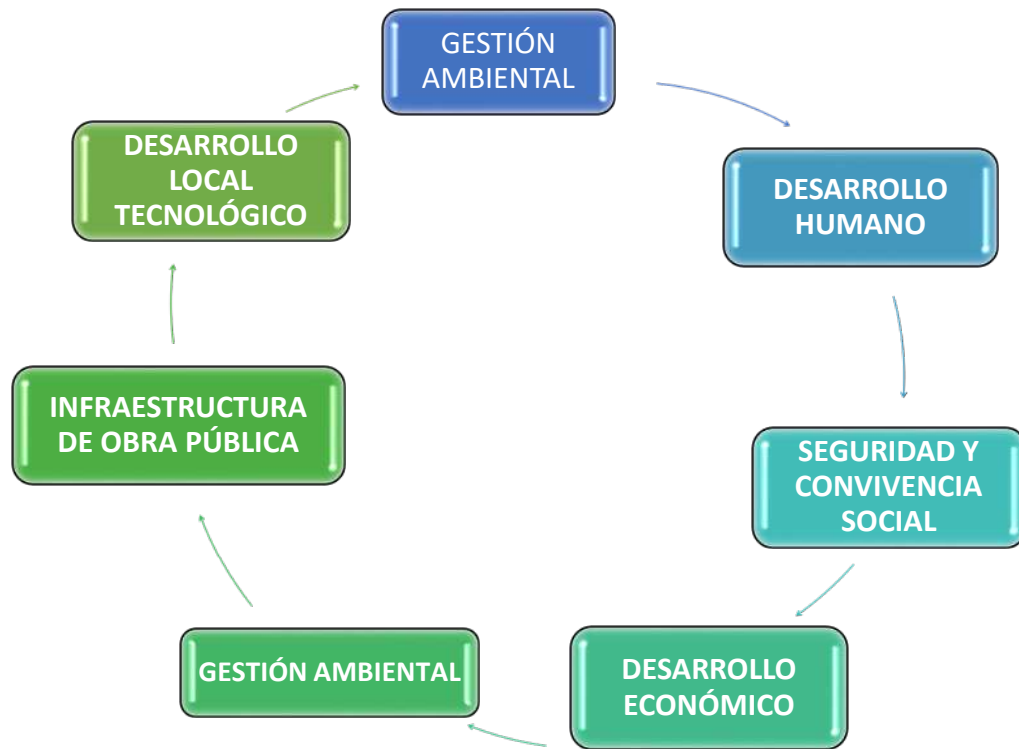 GESTIÓN
AMBIENTAL
DESARROLLO
HUMANO
SEGURIDAD Y
CONVIVENCIA
SOCIAL
DESARROLLO
ECONÓMICO
GESTIÓN AMBIENTAL
INFRAESTRUCTURA
DE OBRA PÚBLICA
DESARROLLO
LOCAL
TECNOLÓGICO